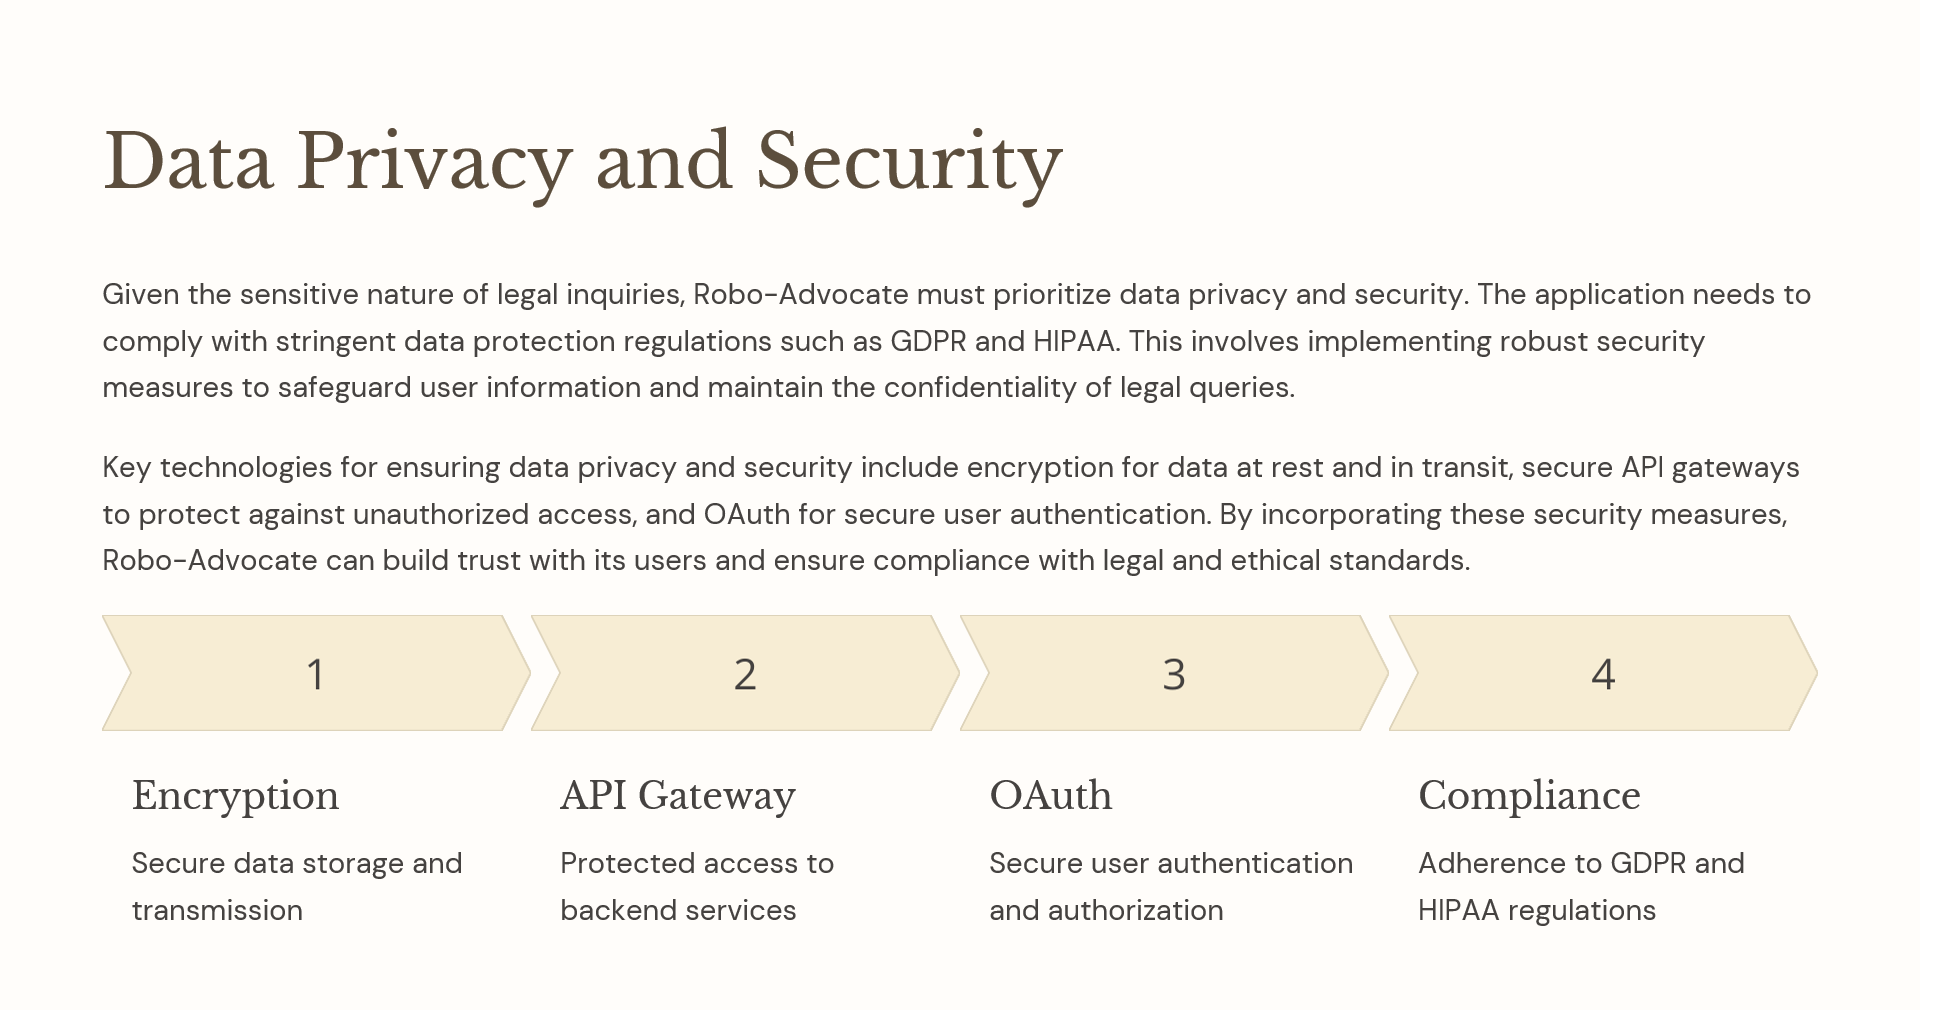 Data Privacy and Security
Given the sensitive nature of legal inquiries, Robo-Advocate must prioritize data privacy and security. The application needs to
comply with stringent data protection regulations such as GDPR and HIPAA. This involves implementing robust security
measures to safeguard user information and maintain the confidentiality of legal queries.
Key technologies for ensuring data privacy and security include encryption for data at rest and in transit, secure API gateways
to protect against unauthorized access, and OAuth for secure user authentication. By incorporating these security measures,
Robo-Advocate can build trust with its users and ensure compliance with legal and ethical standards.
1
Encryption
Secure data storage and
transmission
2
API Gateway
Protected access to
backend services
3
OAuth
Secure user authentication
and authorization
4
Compliance
Adherence to GDPR and
HIPAA regulations